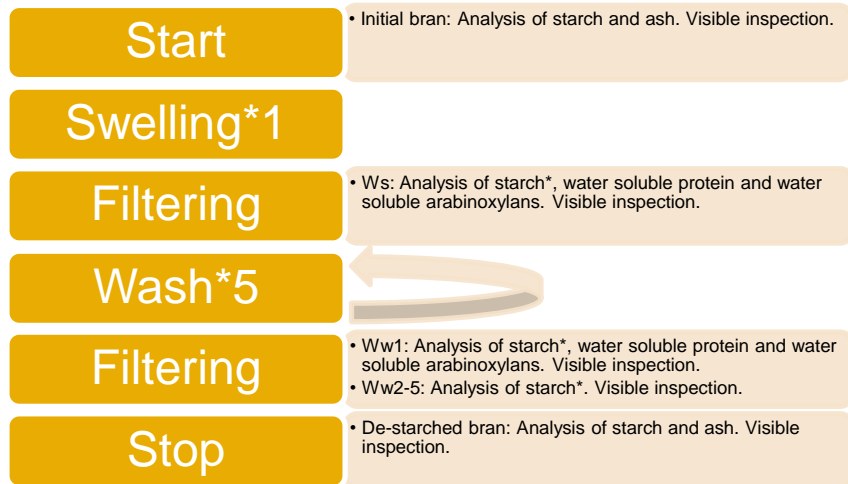 Start
• Initial bran: Analysis of starch and ash. Visible inspection.
Swelling*1
Filtering
• Ws: Analysis of starch*, water soluble protein and water
soluble arabinoxylans. Visible inspection.
Wash*5
Filtering
• Ww1: Analysis of starch*, water soluble protein and water
soluble arabinoxylans. Visible inspection.
• Ww2-5: Analysis of starch*. Visible inspection.
Stop
• De-starched bran: Analysis of starch and ash. Visible
inspection.